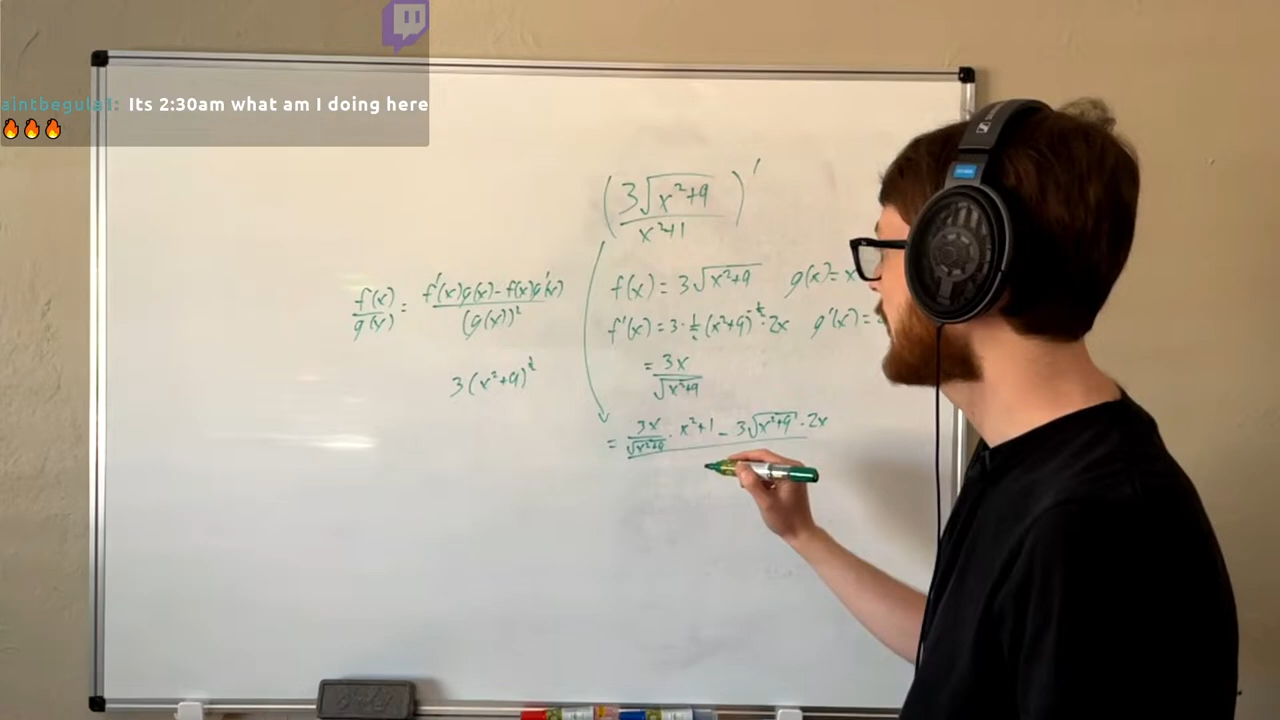 aintbegula1: Its 2:30am what am I doing here
🔥🔥🔥
(3√(x²+9) / (x²+1))'
f(x) = 3√(x²+9) g(x) = x
f'(x) = 3·½(x²+9)^(-½)·2x g'(x) =
= 3x/√(x²+9)
f(x)/g(x) = (f'(x)g(x) - f(x)g'(x)) / (g(x))²
3(x²+9)^½
= 3x/√(x²+9) · x²+1 - 3√(x²+9) · 2x